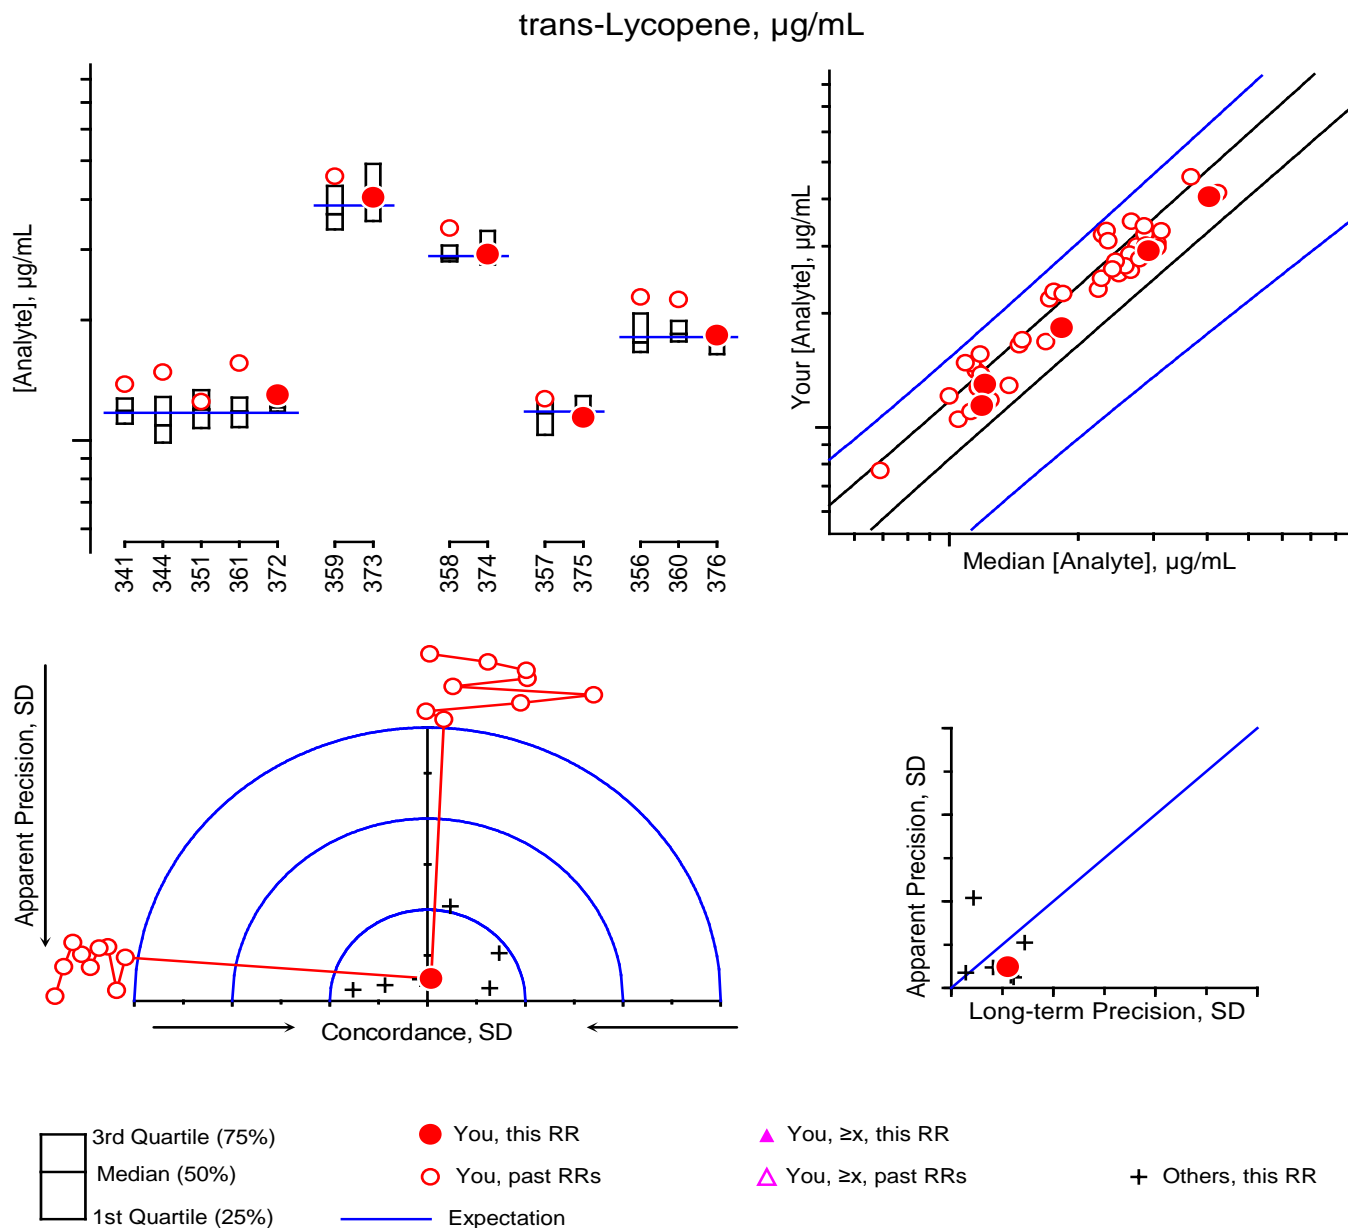 trans-Lycopene, µg/mL
[Analyte], µg/mL
341
344
351
361
372
359
373
358
374
357
375
356
360
376
Your [Analyte], µg/mL
Median [Analyte], µg/mL
Apparent Precision, SD
Concordance, SD
Apparent Precision, SD
Long-term Precision, SD
3rd Quartile (75%)
Median (50%)
1st Quartile (25%)
You, this RR
You, past RRs
Expectation
You, ≥x, this RR
You, ≥x, past RRs
Others, this RR